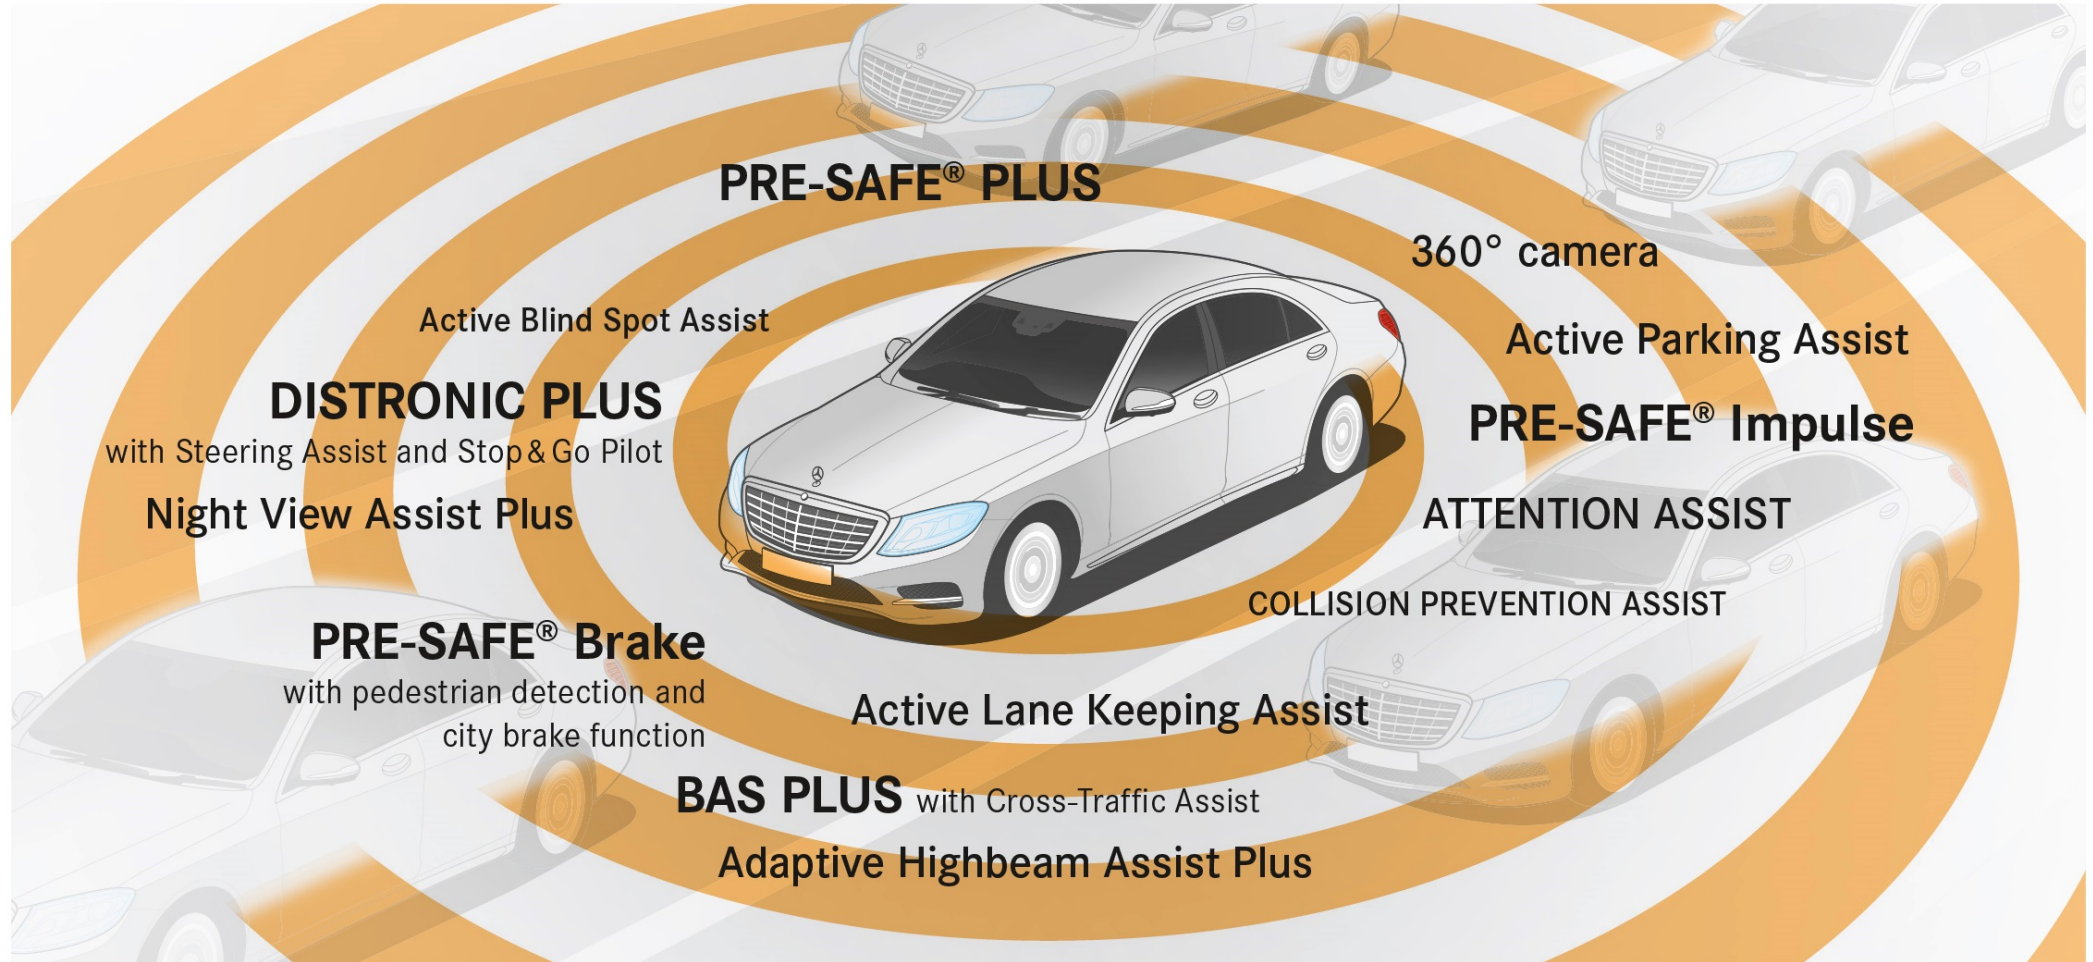 PRE-SAFE® PLUS
360° camera
Active Blind Spot Assist
Active Parking Assist
DISTRONIC PLUS
with Steering Assist and Stop & Go Pilot
PRE-SAFE® Impulse
Night View Assist Plus
ATTENTION ASSIST
COLLISION PREVENTION ASSIST
PRE-SAFE® Brake
with pedestrian detection and
city brake function
Active Lane Keeping Assist
BAS PLUS with Cross-Traffic Assist
Adaptive Highbeam Assist Plus